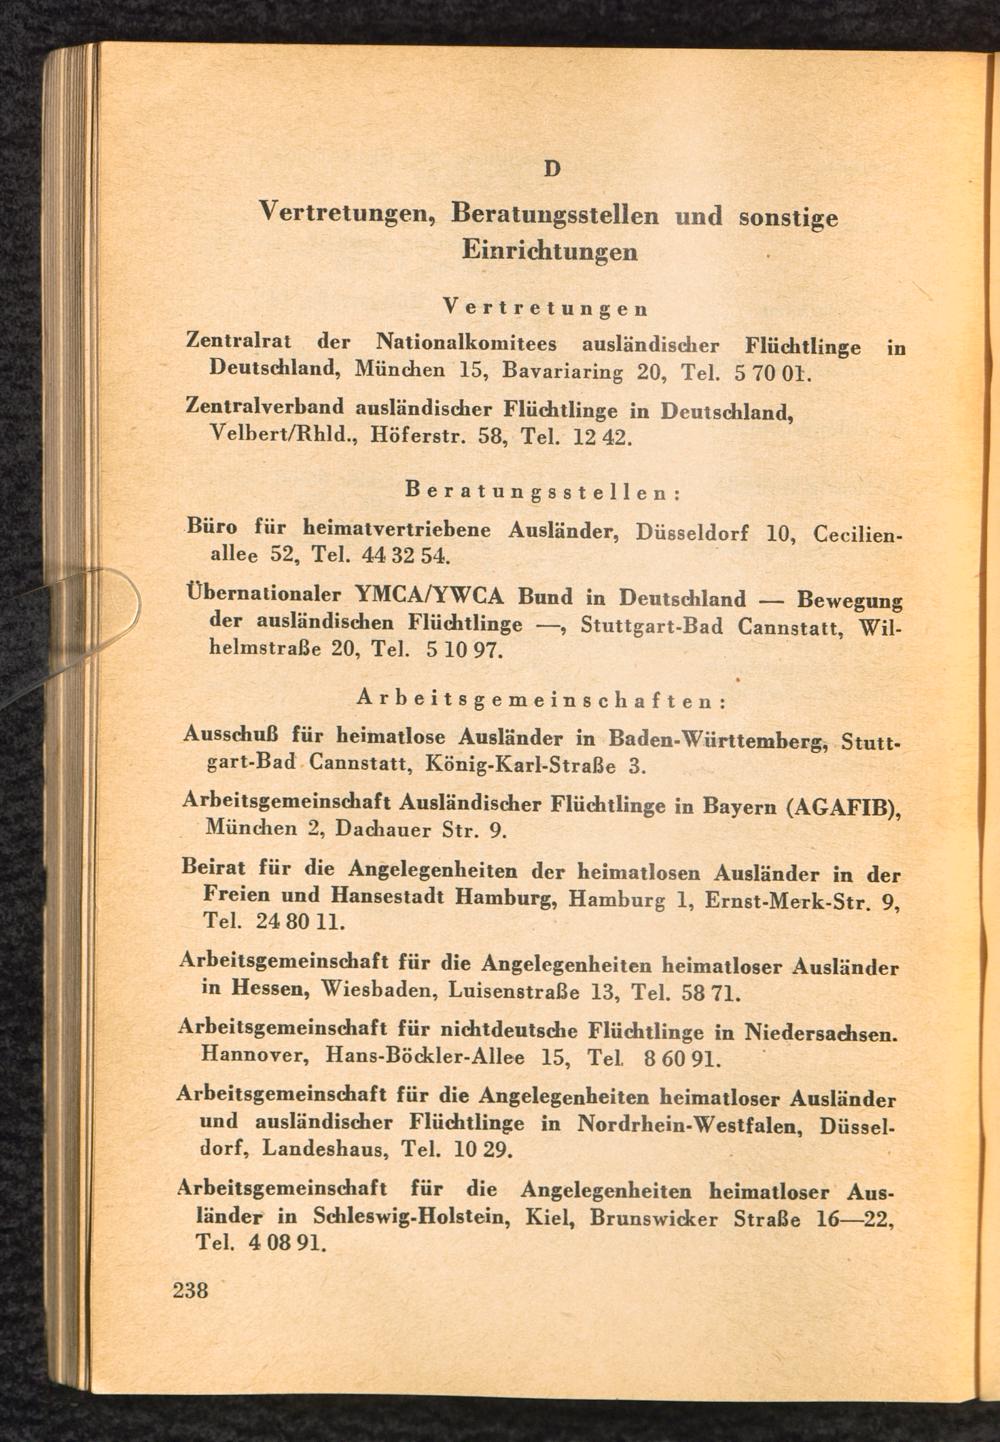 D
Vertretungen, Beratungsstellen und sonstige
Einrichtungen
Vertretungen
Zentralrat der Nationalkomitees ausländischer Flüchtlinge in
Deutschland, München 15, Bavariaring 20, Tel. 5 70 01.
Zentralverband ausländischer Flüchtlinge in Deutschland,
Velbert/Rhld., Höferstr. 58, Tel. 12 42.
Beratungsstellen:
Büro für heimatvertriebene Ausländer, Düsseldorf 10, Cecilien-
allee 52, Tel. 44 32 54.
Übernationaler YMCA/YWCA Bund in Deutschland — Bewegung
der ausländischen Flüchtlinge —, Stuttgart-Bad Cannstatt, Wil-
helmstraße 20, Tel. 5 10 97.
Arbeitsgemeinschaften:
Ausschuß für heimatlose Ausländer in Baden-Württemberg, Stutt-
gart-Bad Cannstatt, König-Karl-Straße 3.
Arbeitsgemeinschaft Ausländischer Flüchtlinge in Bayern (AGAFIB),
München 2, Dachauer Str. 9.
Beirat für die Angelegenheiten der heimatlosen Ausländer in der
Freien und Hansestadt Hamburg, Hamburg 1, Ernst-Merk-Str. 9,
Tel. 24 80 11.
Arbeitsgemeinschaft für die Angelegenheiten heimatloser Ausländer
in Hessen, Wiesbaden, Luisenstraße 13, Tel. 58 71.
Arbeitsgemeinschaft für nichtdeutsche Flüchtlinge in Niedersachsen.
Hannover, Hans-Böckler-Allee 15, Tel. 8 60 91.
Arbeitsgemeinschaft für die Angelegenheiten heimatloser Ausländer
und ausländischer Flüchtlinge in Nordrhein-Westfalen, Düssel-
dorf, Landeshaus, Tel. 10 29.
Arbeitsgemeinschaft für die Angelegenheiten heimatloser Aus-
länder in Schleswig-Holstein, Kiel, Brunswicker Straße 16—22,
Tel. 4 08 91.
238